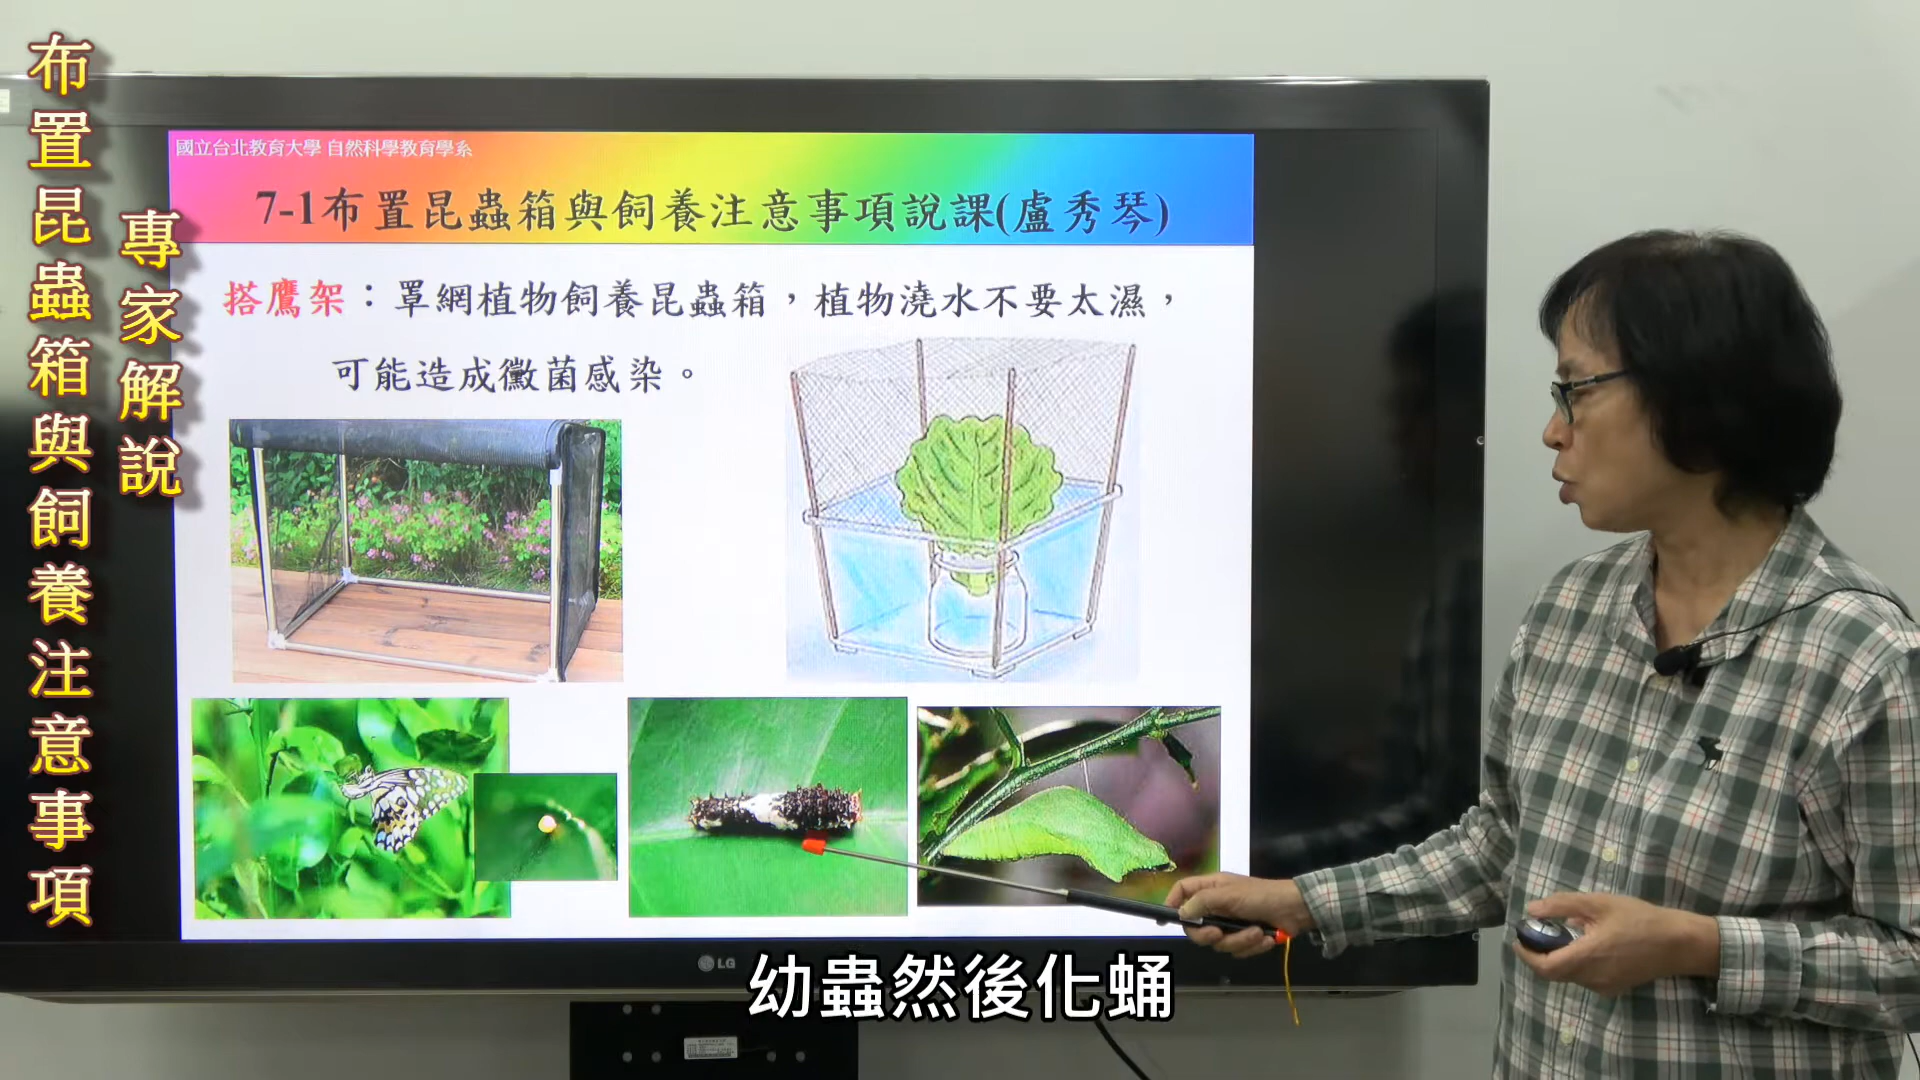 布置昆蟲箱與飼養注意事項
專家解說
國立台北教育大學 自然科學教育學系
7-1布置昆蟲箱與飼養注意事項說課(盧秀琴)
搭鷹架：罩網植物飼養昆蟲箱，植物澆水不要太濕，
可能造成黴菌感染。
LG
幼蟲然後化蛹